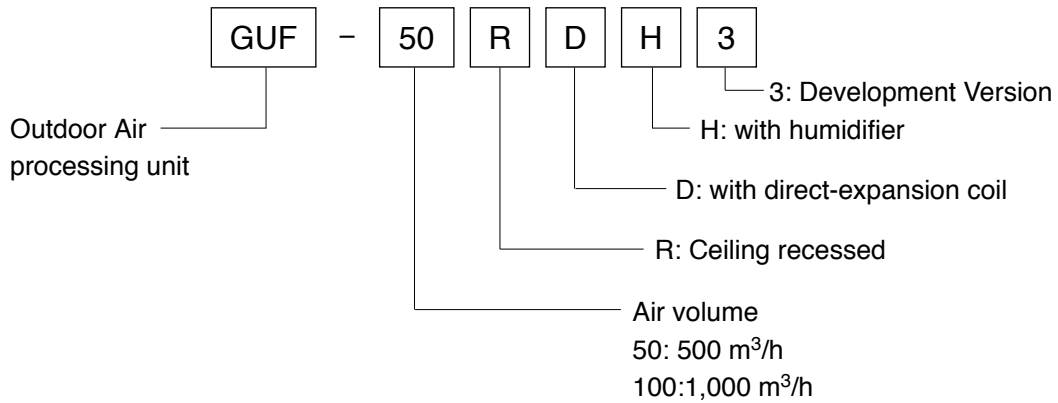 GUF - 50 R D H 3
3: Development Version
Outdoor Air
processing unit
H: with humidifier
D: with direct-expansion coil
R: Ceiling recessed
Air volume
50: 500 m³/h
100:1,000 m³/h